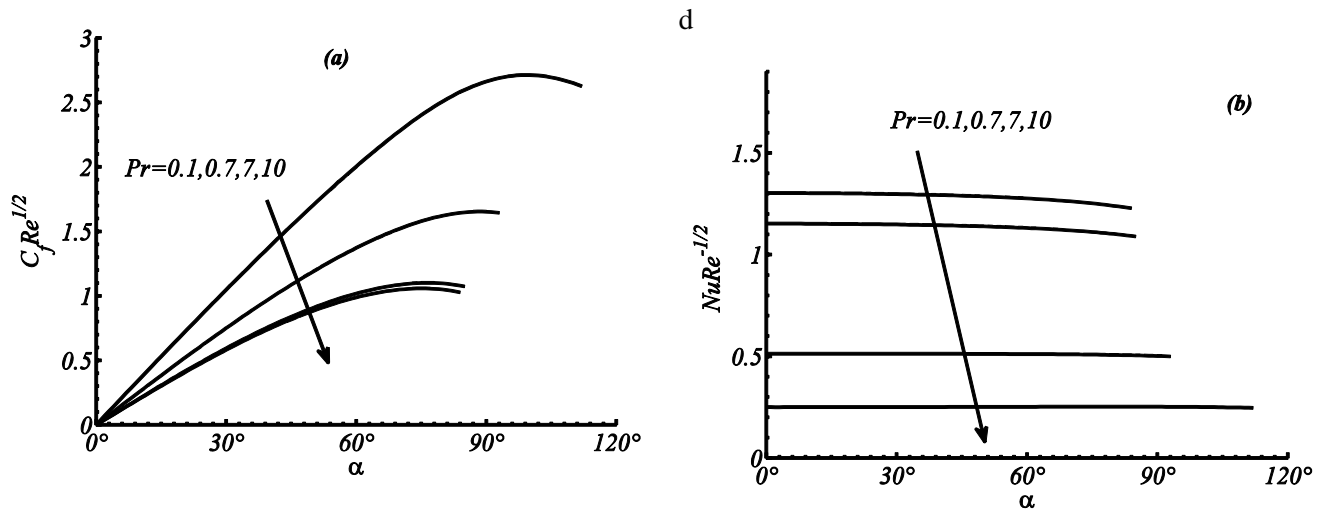 d
(a)
3
2.5
2
1.5
1
0.5
0
C_f Re^{1/2}
Pr=0.1,0.7,7,10
0° 30° 60° 90° 120°
α
(b)
1.5
1
0.5
0
NuRe^{-1/2}
Pr=0.1,0.7,7,10
0° 30° 60° 90° 120°
α